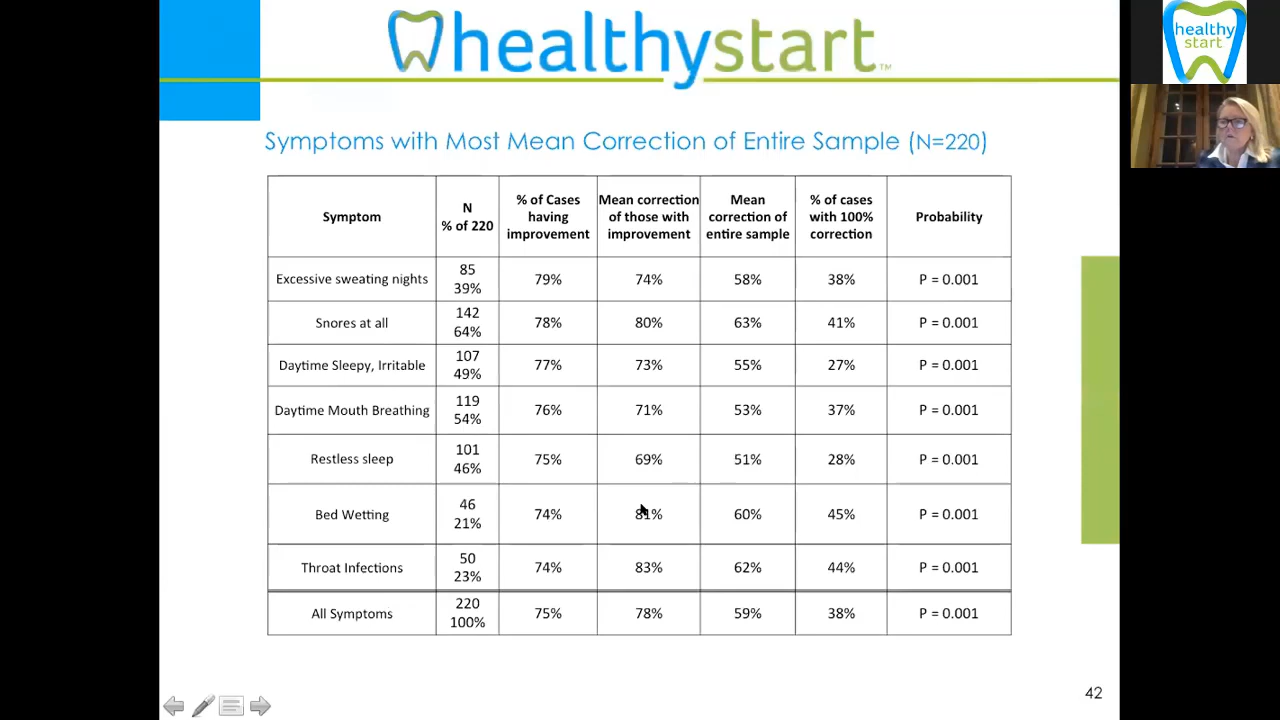 healthystart™
healthy
start
Symptoms with Most Mean Correction of Entire Sample (N=220)
Symptom
N
% of 220
% of Cases
having
improvement
Mean correction
of those with
improvement
Mean
correction of
entire sample
% of cases
with 100%
correction
Probability
Excessive sweating nights
85
39%
79%
74%
58%
38%
P = 0.001
Snores at all
142
64%
78%
80%
63%
41%
P = 0.001
Daytime Sleepy, Irritable
107
49%
77%
73%
55%
27%
P = 0.001
Daytime Mouth Breathing
119
54%
76%
71%
53%
37%
P = 0.001
Restless sleep
101
46%
75%
69%
51%
28%
P = 0.001
Bed Wetting
46
21%
74%
81%
60%
45%
P = 0.001
Throat Infections
50
23%
74%
83%
62%
44%
P = 0.001
All Symptoms
220
100%
75%
78%
59%
38%
P = 0.001
42